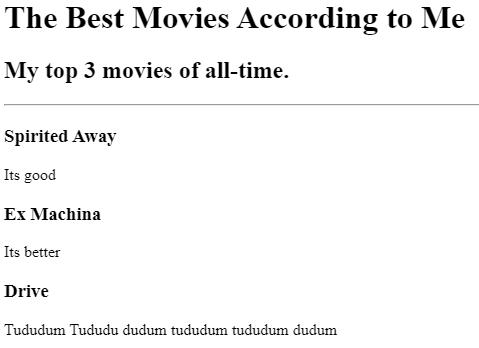 The Best Movies According to Me
My top 3 movies of all-time.
Spirited Away
Its good
Ex Machina
Its better
Drive
Tududum Tududu dudum tududum tududum dudum